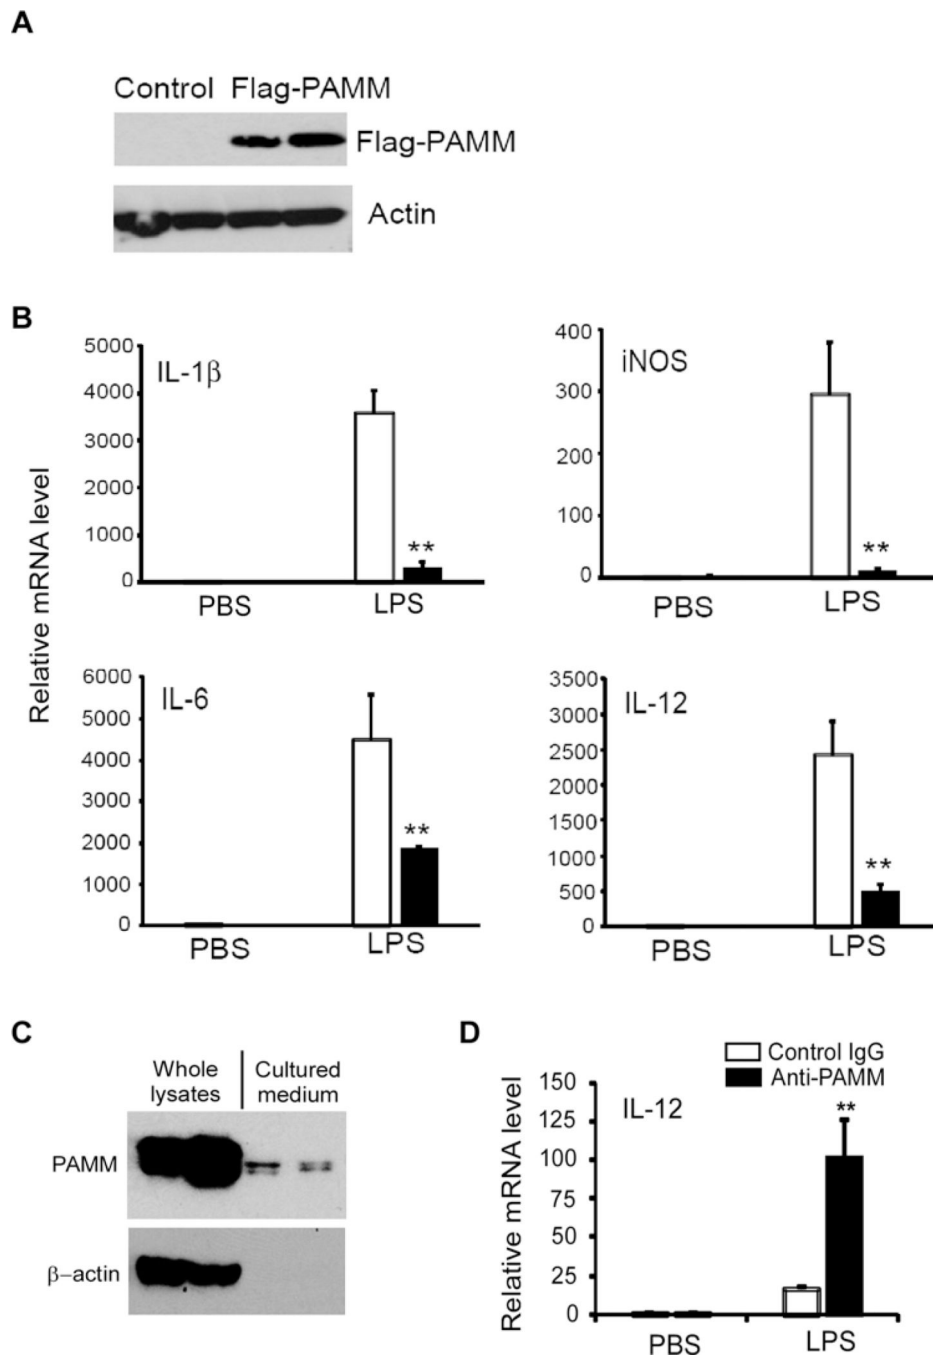 A
Control Flag-PAMM
Flag-PAMM
Actin
B
Relative mRNA level
IL-1β
5000
4000
3000
2000
1000
0
**
PBS LPS
iNOS
400
300
200
100
0
**
PBS LPS
IL-6
6000
5000
4000
3000
2000
1000
0
**
PBS LPS
IL-12
3500
3000
2500
2000
1500
1000
500
0
**
PBS LPS
C
Whole
lysates
Cultured
medium
PAMM
β–actin
D
Control IgG
Anti-PAMM
Relative mRNA level
IL-12
150
125
100
75
50
25
0
**
PBS LPS